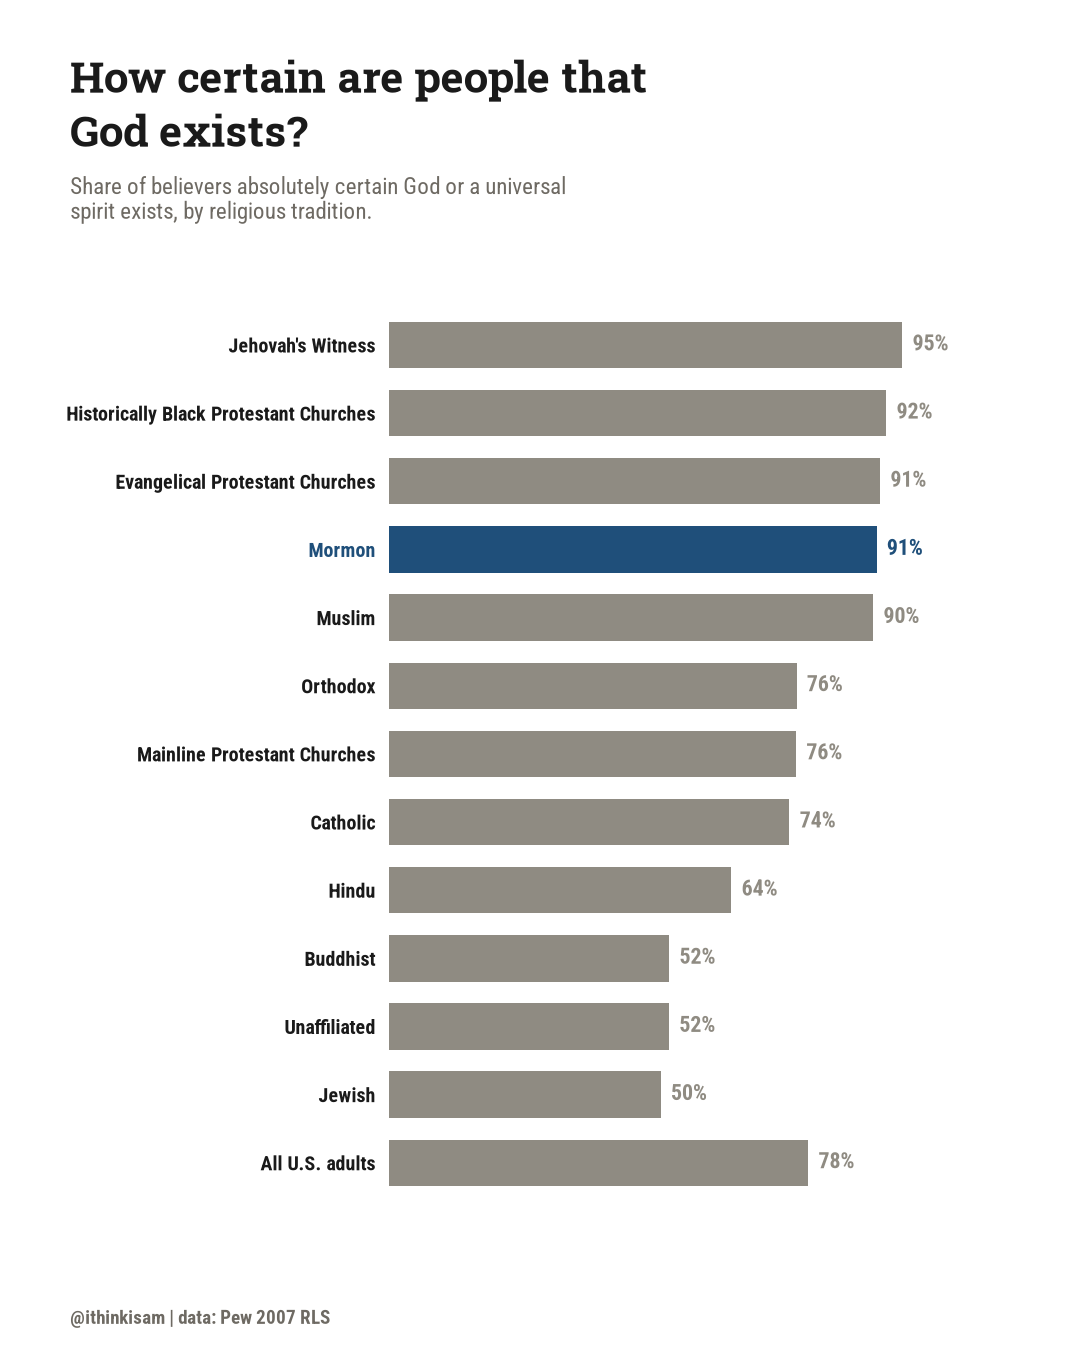 How certain are people that
God exists?
Share of believers absolutely certain God or a universal
spirit exists, by religious tradition.
Jehovah's Witness 95%
Historically Black Protestant Churches 92%
Evangelical Protestant Churches 91%
Mormon 91%
Muslim 90%
Orthodox 76%
Mainline Protestant Churches 76%
Catholic 74%
Hindu 64%
Buddhist 52%
Unaffiliated 52%
Jewish 50%
All U.S. adults 78%
@ithinkisam | data: Pew 2007 RLS